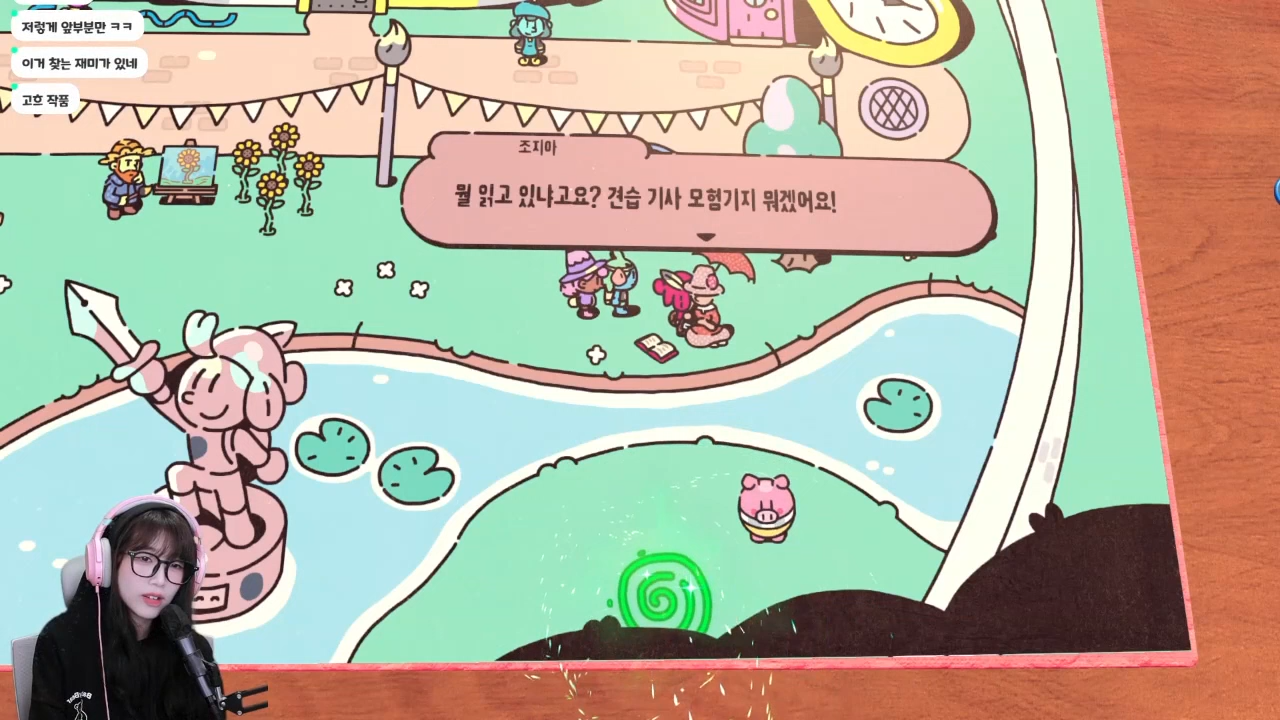 저렇게 앞부분만 ㅋㅋ
이거 찾는 재미가 있네
고흐 작품
조지아
뭘 읽고 있냐고요? 견습 기사 모험기지 뭐겠어요!